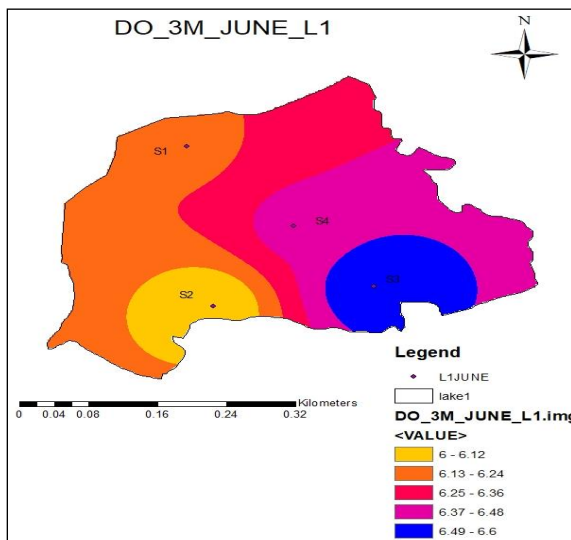 DO_3M_JUNE_L1
N
S1
S4
S3
S2
Legend
L1JUNE
lake1
Kilometers
0 0.04 0.08 0.16 0.24 0.32
DO_3M_JUNE_L1.img
<VALUE>
6 - 6.12
6.13 - 6.24
6.25 - 6.36
6.37 - 6.48
6.49 - 6.6